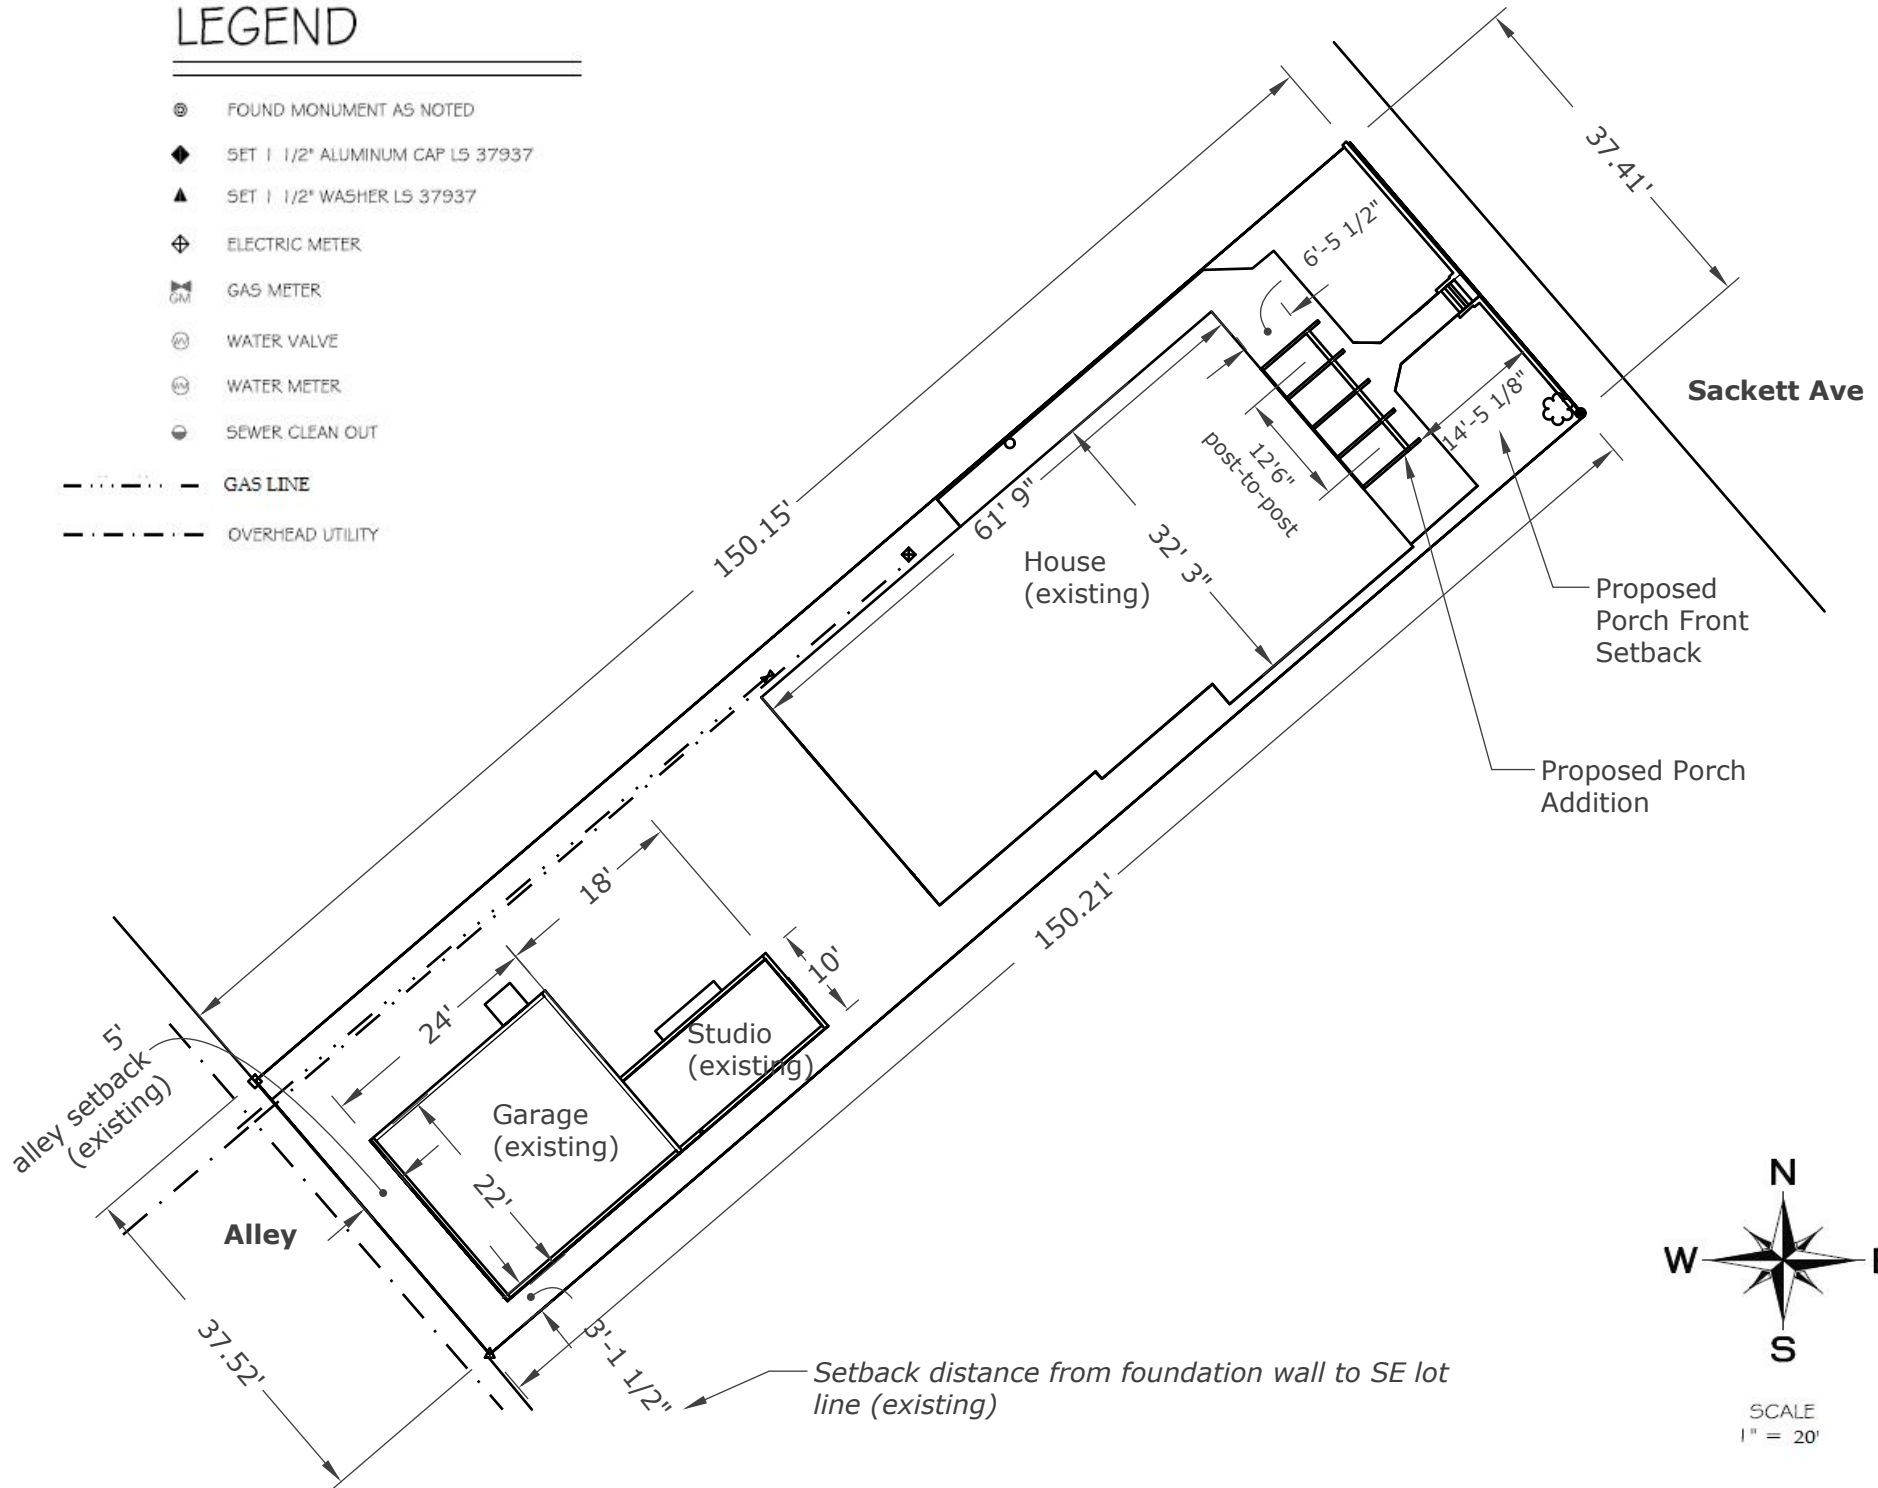 LEGEND
FOUND MONUMENT AS NOTED
SET 1 1/2" ALUMINUM CAP LS 37937
SET 1 1/2" WASHER LS 37937
ELECTRIC METER
GM
GAS METER
WATER VALVE
WATER METER
SEWER CLEAN OUT
GAS LINE
OVERHEAD UTILITY
37.41'
6'-5 1/2"
Sackett Ave
14'-5 1/8"
12'6"
post-to-post
150.15'
61' 9"
32' 3"
House
(existing)
Proposed
Porch Front
Setback
Proposed Porch
Addition
150.21'
18'
10'
24'
Studio
(existing)
Garage
(existing)
22'
5'
alley setback
(existing)
Alley
37.52'
3'-1 1/2"
Setback distance from foundation wall to SE lot
line (existing)
N
W
S
SCALE
1" = 20'